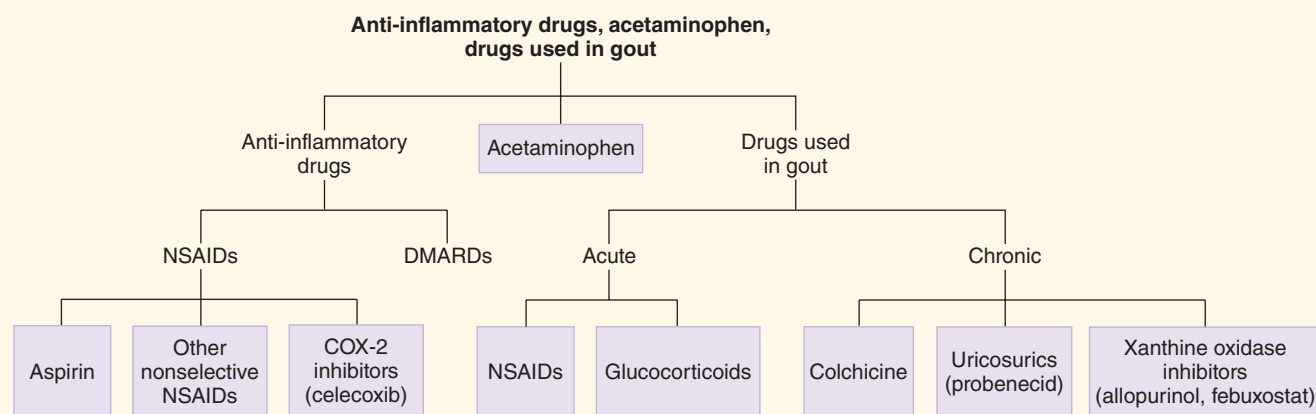 Anti-inflammatory drugs, acetaminophen,
drugs used in gout
Anti-inflammatory
drugs
Acetaminophen
Drugs used
in gout
NSAIDs
DMARDs
Acute
Chronic
Aspirin
Other
nonselective
NSAIDs
COX-2
inhibitors
(celecoxib)
NSAIDs
Glucocorticoids
Colchicine
Uricosurics
(probenecid)
Xanthine oxidase
inhibitors
(allopurinol, febuxostat)